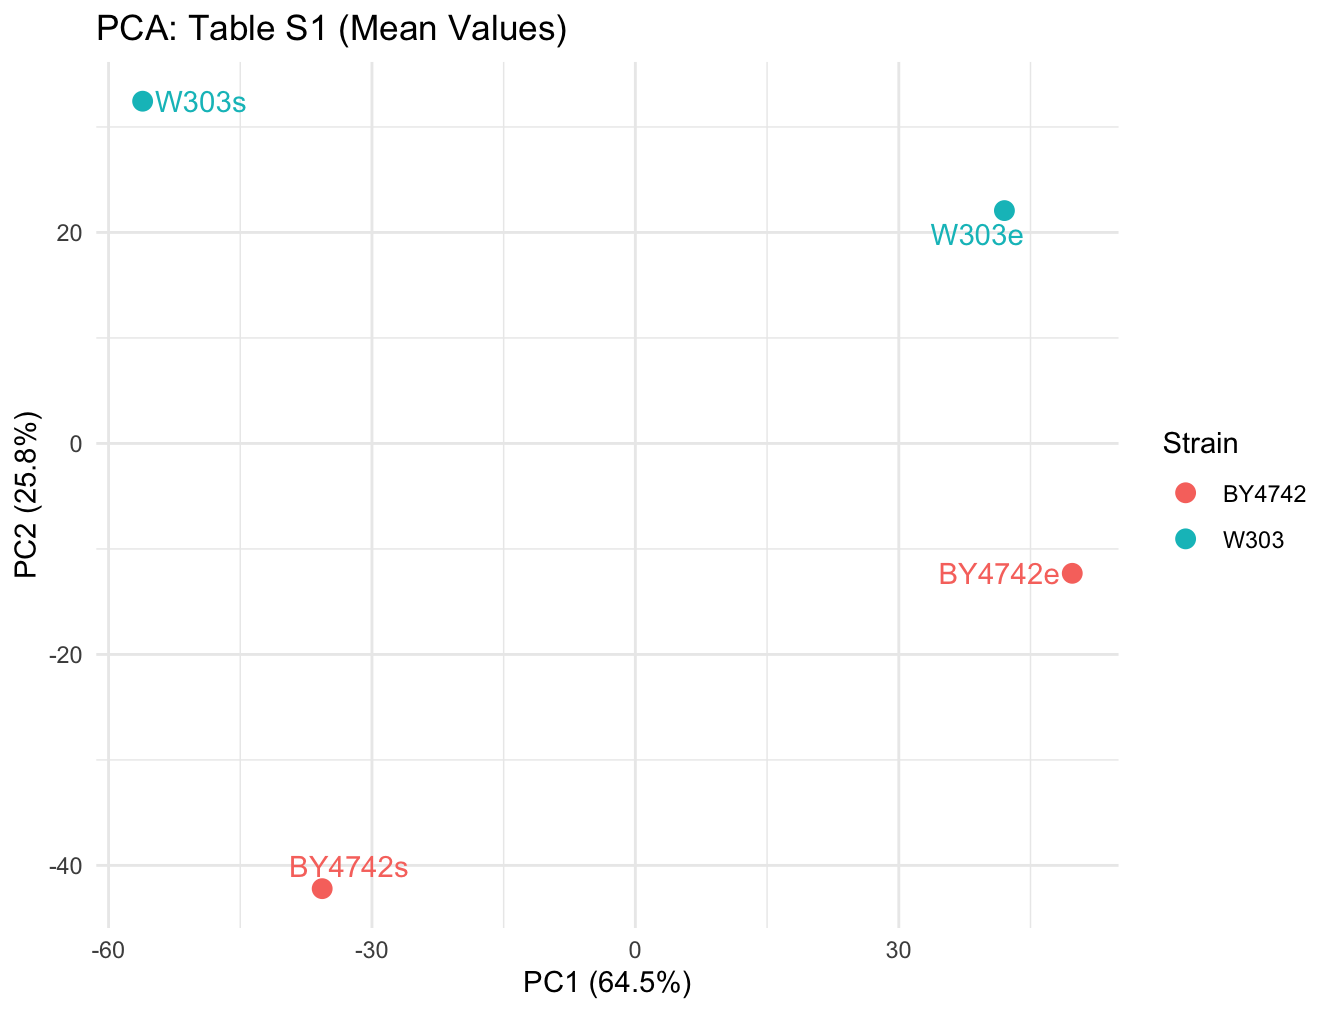 PCA: Table S1 (Mean Values)
W303s
20
W303e
0
PC2 (25.8%)
BY4742e
-20
-40
BY4742s
-60
-30
0
30
PC1 (64.5%)
Strain
BY4742
W303